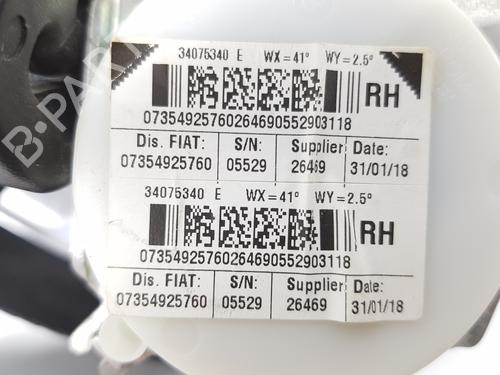 34075340 E WX=41° WY=2.5°
RH
07354925760264690552903118
Dis. FIAT: S/N: Supplier Date:
07354925760 05529 26469 31/01/18
34075340 E WX=41° WY=2.5°
RH
07354925760264690552903118
Dis. FIAT: S/N: Supplier Date:
07354925760 05529 26469 31/01/18